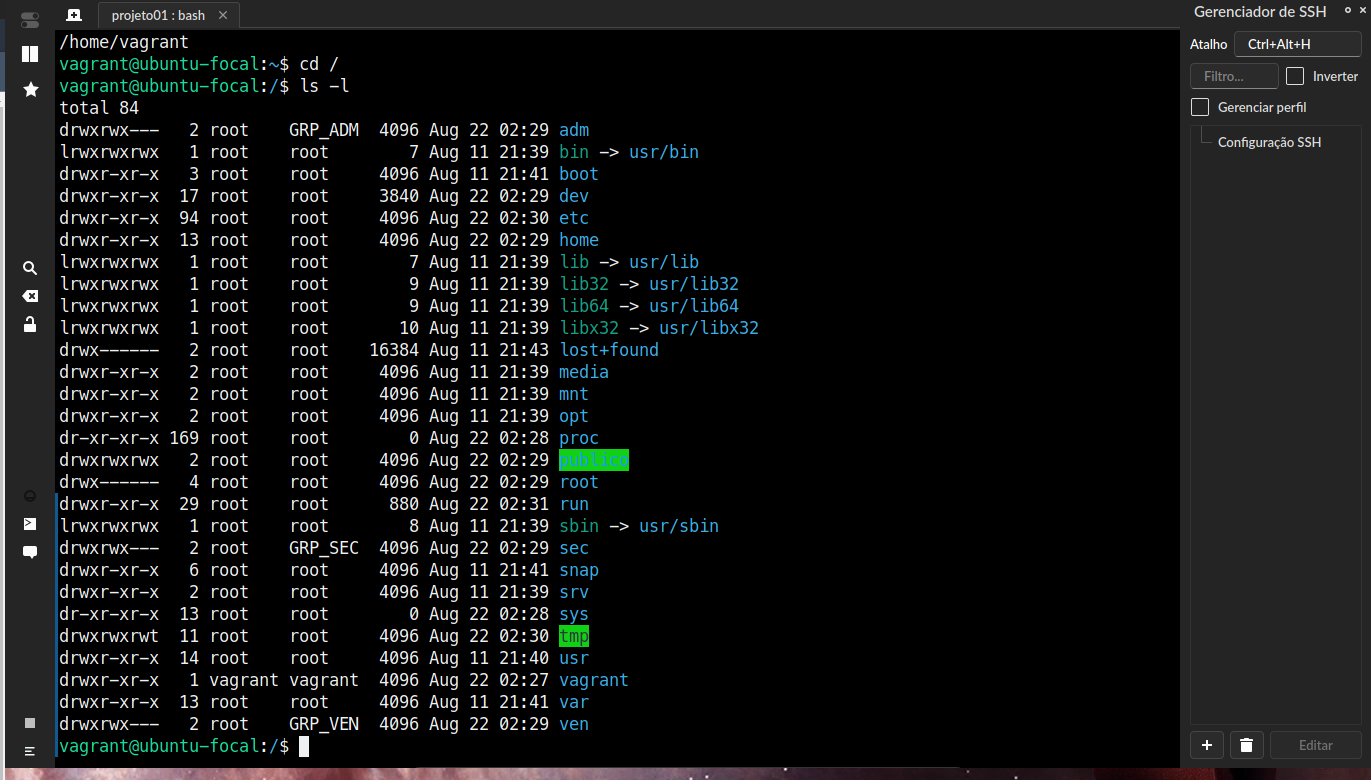 projeto01 : bash
/home/vagrant
vagrant@ubuntu-focal:~$ cd /
vagrant@ubuntu-focal:/$ ls -l
total 84
drwxrwx---   2 root    GRP_ADM  4096 Aug 22 02:29 adm
lrwxrwxrwx   1 root    root        7 Aug 11 21:39 bin -> usr/bin
drwxr-xr-x   3 root    root     4096 Aug 11 21:41 boot
drwxr-xr-x  17 root    root     3840 Aug 22 02:29 dev
drwxr-xr-x  94 root    root     4096 Aug 22 02:30 etc
drwxr-xr-x  13 root    root     4096 Aug 22 02:29 home
lrwxrwxrwx   1 root    root        7 Aug 11 21:39 lib -> usr/lib
lrwxrwxrwx   1 root    root        9 Aug 11 21:39 lib32 -> usr/lib32
lrwxrwxrwx   1 root    root        9 Aug 11 21:39 lib64 -> usr/lib64
lrwxrwxrwx   1 root    root       10 Aug 11 21:39 libx32 -> usr/libx32
drwx------   2 root    root    16384 Aug 11 21:43 lost+found
drwxr-xr-x   2 root    root     4096 Aug 11 21:39 media
drwxr-xr-x   2 root    root     4096 Aug 11 21:39 mnt
drwxr-xr-x   2 root    root     4096 Aug 11 21:39 opt
dr-xr-xr-x 169 root    root        0 Aug 22 02:28 proc
drwxrwxrwx   2 root    root     4096 Aug 22 02:29 publico
drwx------   4 root    root     4096 Aug 22 02:29 root
drwxr-xr-x  29 root    root      880 Aug 22 02:31 run
lrwxrwxrwx   1 root    root        8 Aug 11 21:39 sbin -> usr/sbin
drwxrwx---   2 root    GRP_SEC  4096 Aug 22 02:29 sec
drwxr-xr-x   6 root    root     4096 Aug 11 21:41 snap
drwxr-xr-x   2 root    root     4096 Aug 11 21:39 srv
dr-xr-xr-x  13 root    root        0 Aug 22 02:28 sys
drwxrwxrwt  11 root    root     4096 Aug 22 02:30 tmp
drwxr-xr-x  14 root    root     4096 Aug 11 21:40 usr
drwxr-xr-x   1 vagrant vagrant  4096 Aug 22 02:27 vagrant
drwxr-xr-x  13 root    root     4096 Aug 11 21:41 var
drwxrwx---   2 root    GRP_VEN  4096 Aug 22 02:29 ven
vagrant@ubuntu-focal:/$
Gerenciador de SSH
Atalho Ctrl+Alt+H
Filtro... Inverter
Gerenciar perfil
Configuração SSH
Editar